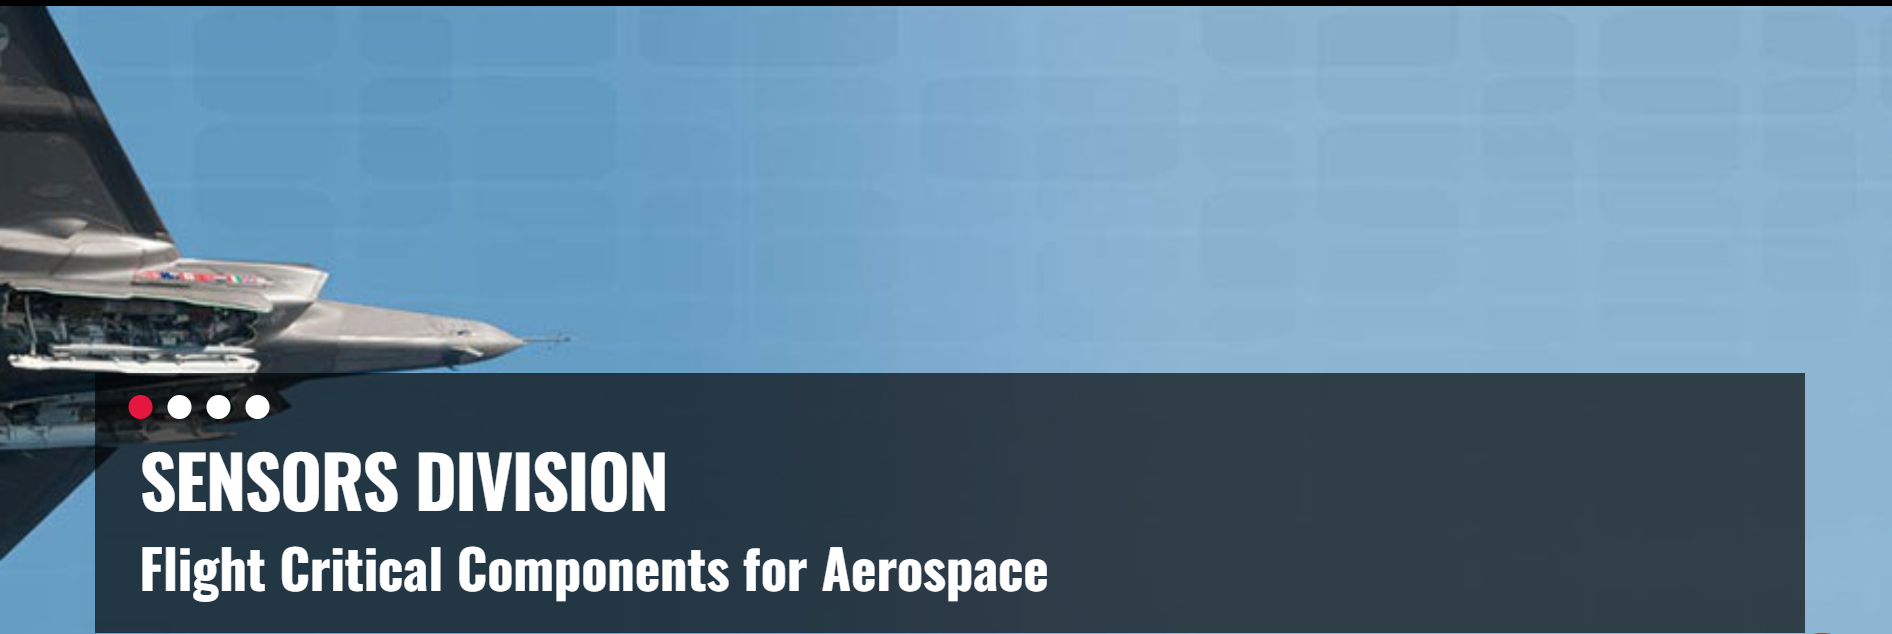 SENSORS DIVISION
Flight Critical Components for Aerospace